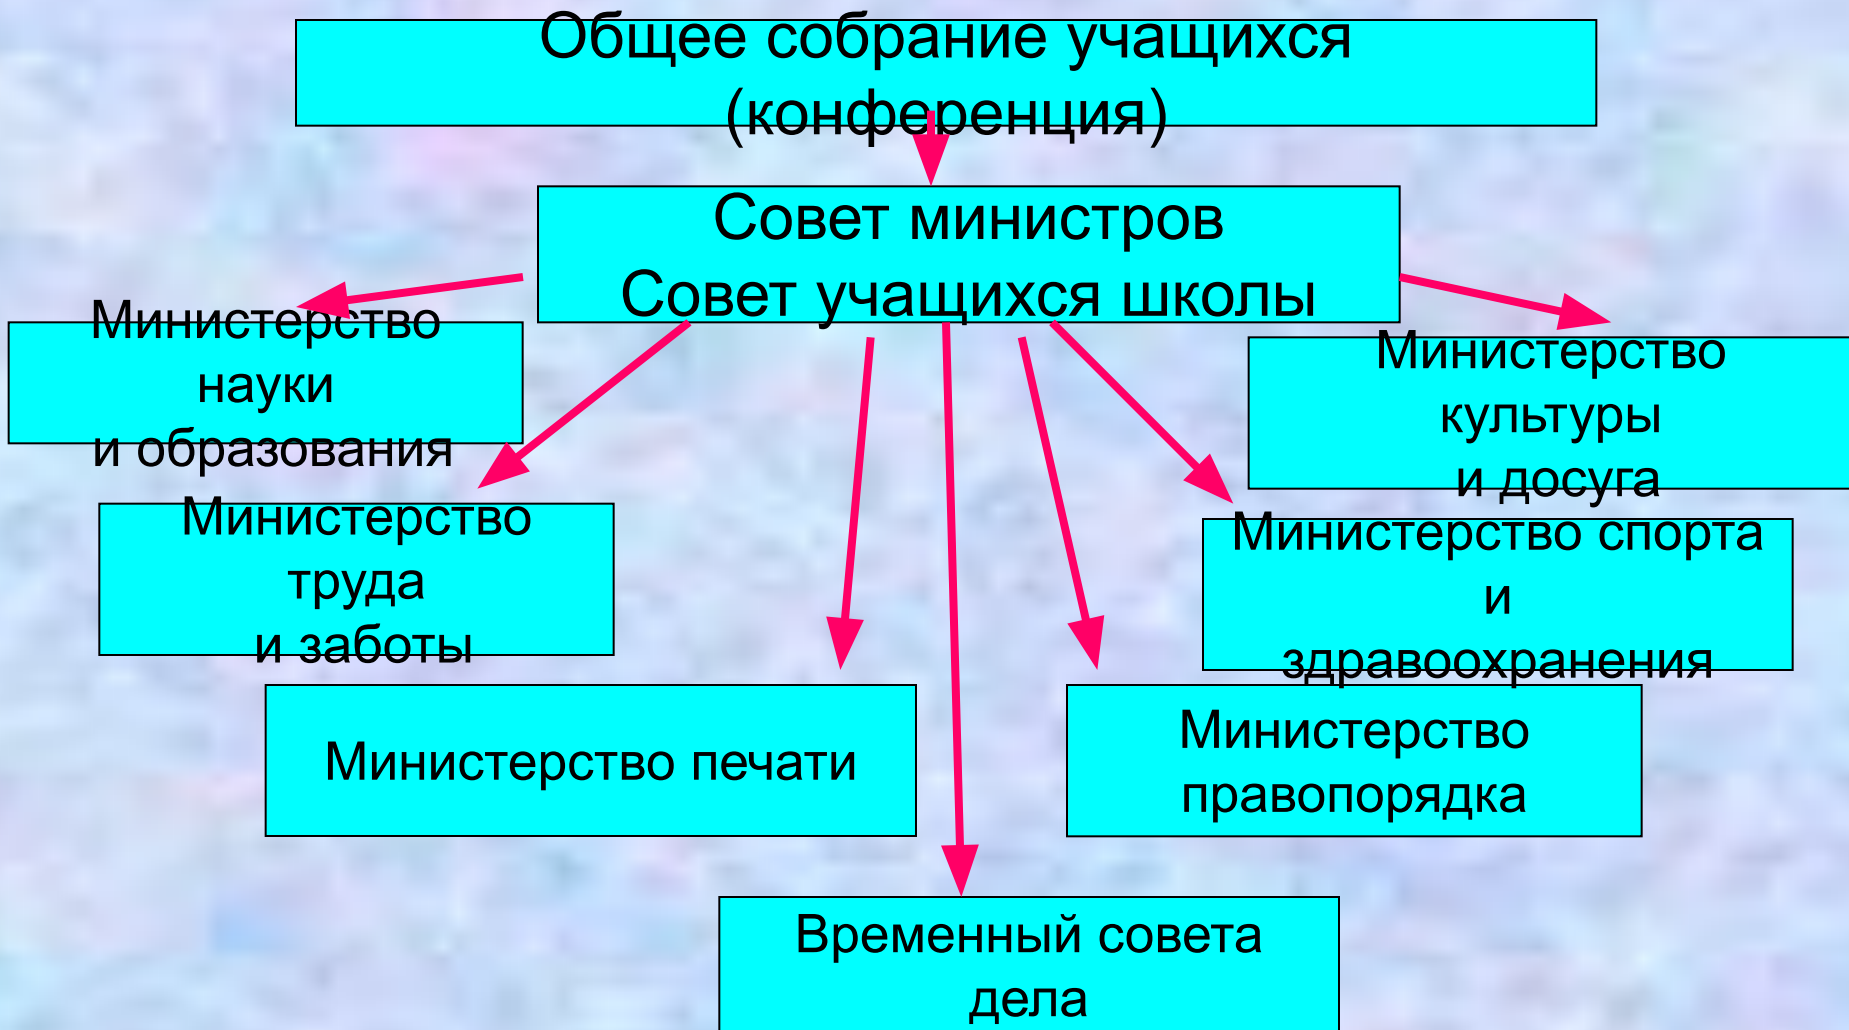 Общее собрание учащихся
(конференция)
Совет министров
Совет учащихся школы
Министерство
науки
и образования
Министерство
культуры
и досуга
Министерство
труда
и заботы
Министерство спорта
и
здравоохранения
Министерство печати
Министерство
правопорядка
Временный совета
дела